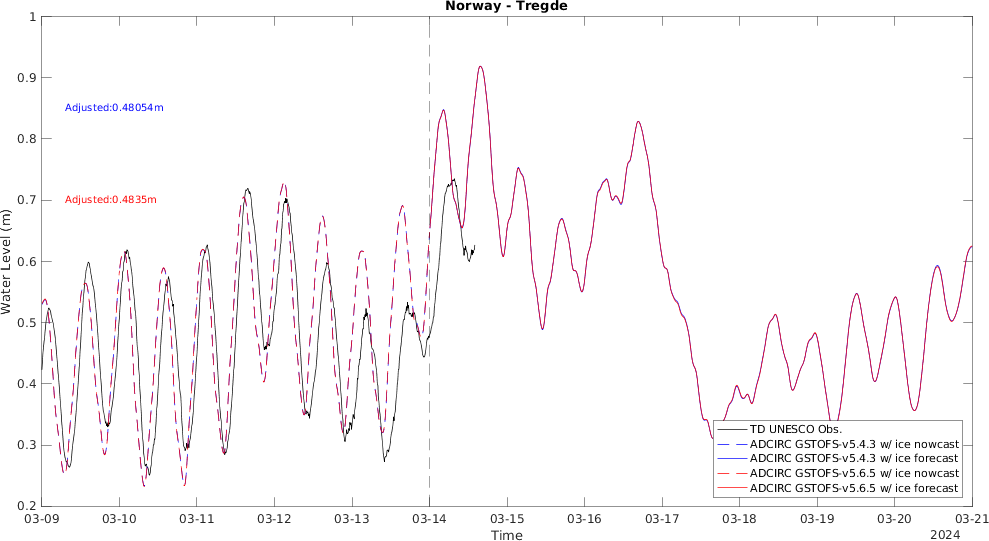 Norway - Tregde
1
0.9
0.8
0.7
0.6
0.5
0.4
0.3
0.2
Water Level (m)
Adjusted:0.48054m
Adjusted:0.4835m
TD UNESCO Obs.
ADCIRC GSTOFS-v5.4.3 w/ ice nowcast
ADCIRC GSTOFS-v5.4.3 w/ ice forecast
ADCIRC GSTOFS-v5.6.5 w/ ice nowcast
ADCIRC GSTOFS-v5.6.5 w/ ice forecast
03-09 03-10 03-11 03-12 03-13 03-14 03-15 03-16 03-17 03-18 03-19 03-20 03-21
Time
2024